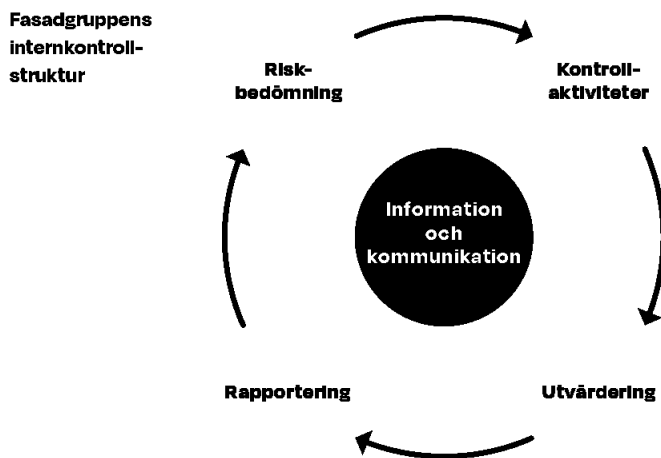 Fasadgruppens
internkontroll-
struktur
Risk-
bedömning
Kontroll-
aktiviteter
Information
och
kommunikation
Rapportering
Utvärdering